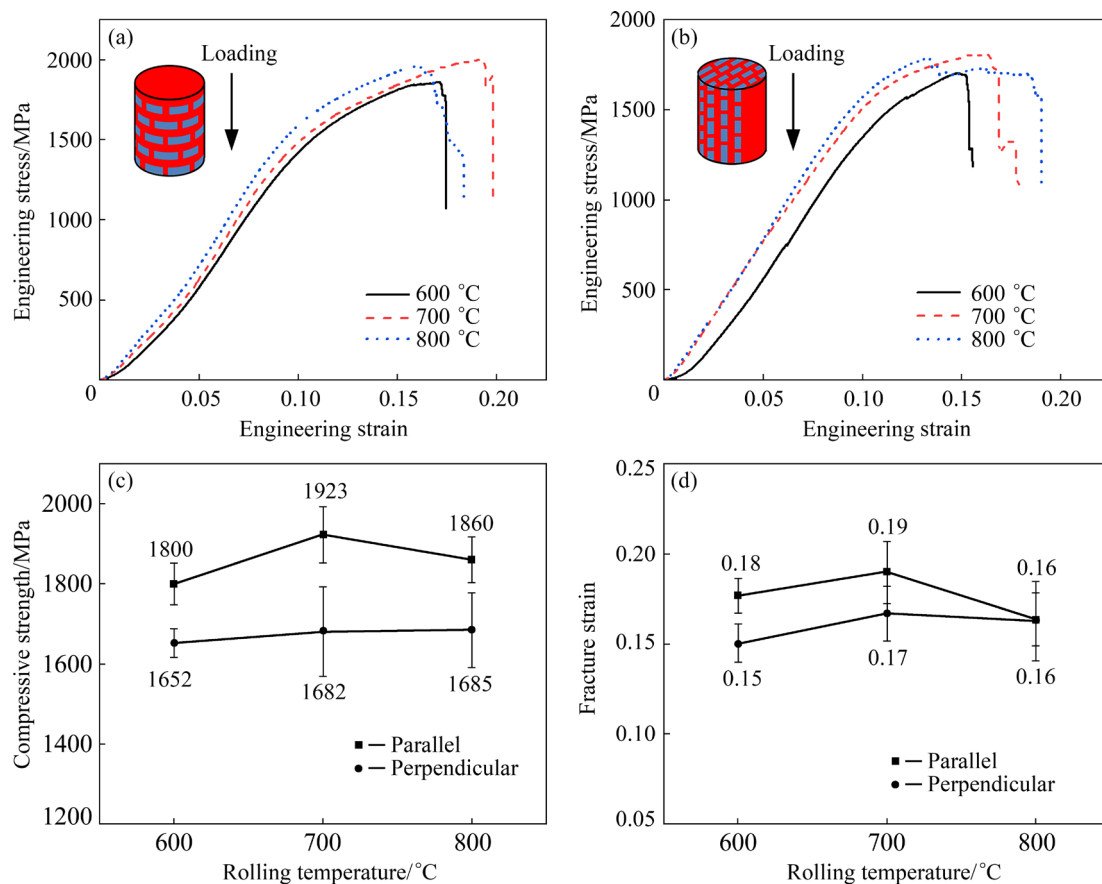 (a)
Loading
Engineering stress/MPa
2000
1500
1000
500
0
0.05
0.10
0.15
0.20
600 °C
700 °C
800 °C
Engineering strain
(b)
Loading
Engineering stress/MPa
2000
1500
1000
500
0
0.05
0.10
0.15
0.20
600 °C
700 °C
800 °C
Engineering strain
(c)
Compressive strength/MPa
2000
1800
1600
1400
1200
1800
1923
1860
1652
1682
1685
Parallel
Perpendicular
600
700
800
Rolling temperature/°C
(d)
Fracture strain
0.25
0.20
0.15
0.10
0.05
0.18
0.19
0.16
0.15
0.17
0.16
Parallel
Perpendicular
600
700
800
Rolling temperature/°C